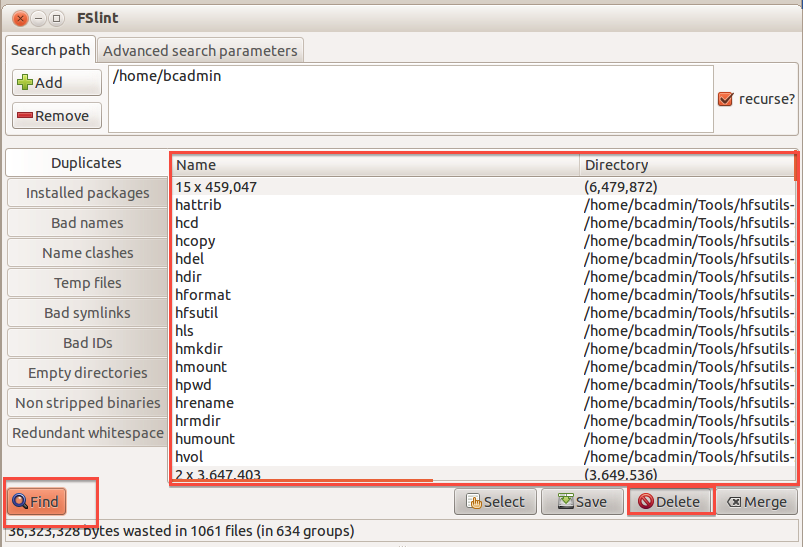 FSlint
Search path
Advanced search parameters
Add
/home/bcadmin
recurse?
Remove
Duplicates
Installed packages
Bad names
Name clashes
Temp files
Bad symlinks
Bad IDs
Empty directories
Non stripped binaries
Redundant whitespace
Name Directory
15 x 459,047 (6,479,872)
hattrib /home/bcadmin/Tools/hfsutils-
hcd /home/bcadmin/Tools/hfsutils-
hcopy /home/bcadmin/Tools/hfsutils-
hdel /home/bcadmin/Tools/hfsutils-
hdir /home/bcadmin/Tools/hfsutils-
hformat /home/bcadmin/Tools/hfsutils-
hfsutil /home/bcadmin/Tools/hfsutils-
hls /home/bcadmin/Tools/hfsutils-
hmkdir /home/bcadmin/Tools/hfsutils-
hmount /home/bcadmin/Tools/hfsutils-
hpwd /home/bcadmin/Tools/hfsutils-
hrename /home/bcadmin/Tools/hfsutils-
hrmdir /home/bcadmin/Tools/hfsutils-
humount /home/bcadmin/Tools/hfsutils-
hvol /home/bcadmin/Tools/hfsutils-
2 x 3,647,403 (3,649,536)
Find
Select
Save
Delete
Merge
36,323,328 bytes wasted in 1061 files (in 634 groups)